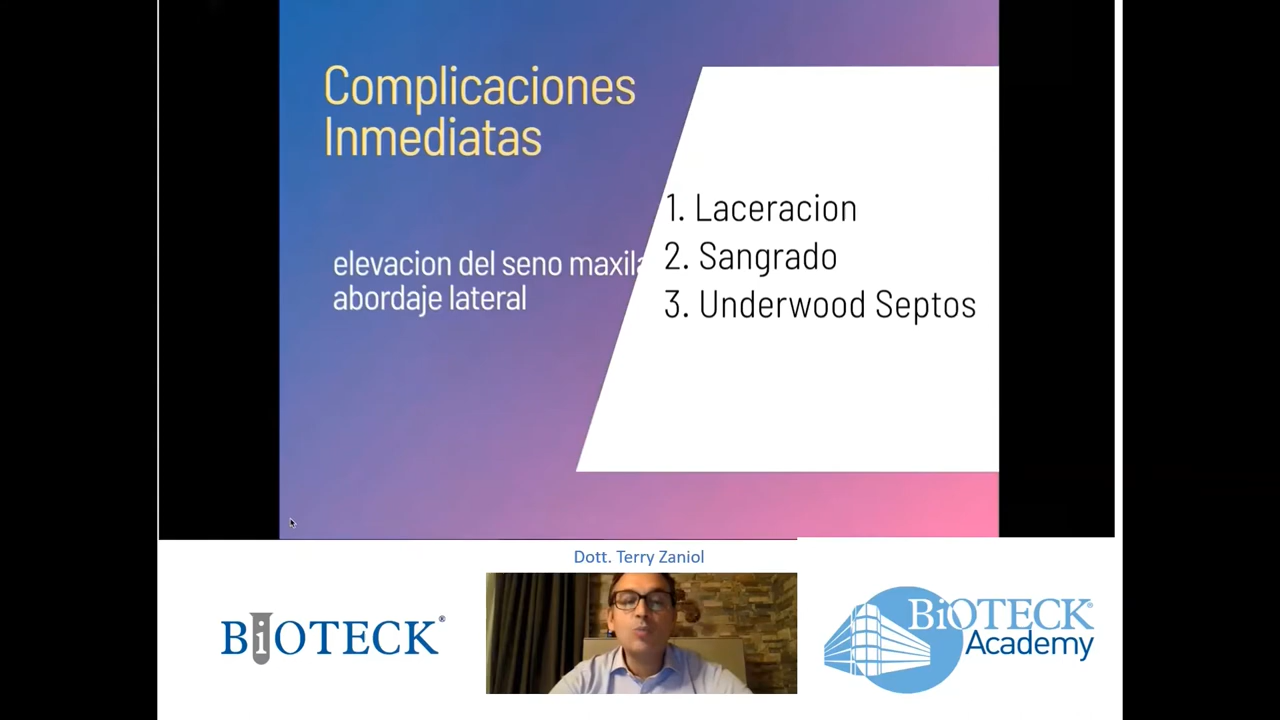 Complicaciones
Inmediatas
elevacion del seno maxila
abordaje lateral
1. Laceracion
2. Sangrado
3. Underwood Septos
Dott. Terry Zaniol
BiOTECK®
BiOTECK®
Academy